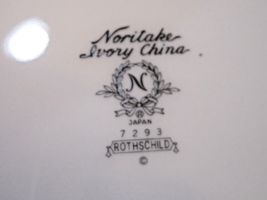 Noritake
Ivory China
N
®
JAPAN
7293
ROTHSCHILD
©